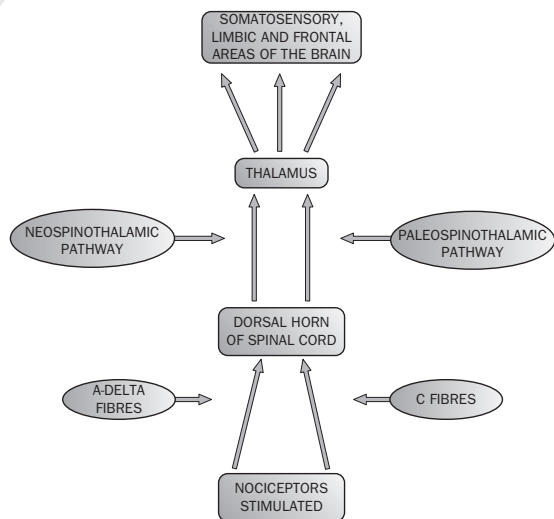 SOMATOSENSORY,
LIMBIC AND FRONTAL
AREAS OF THE BRAIN
THALAMUS
NEOSPINOTHALAMIC
PATHWAY
PALEOSPINOTHALAMIC
PATHWAY
DORSAL HORN
OF SPINAL CORD
A-DELTA
FIBRES
C FIBRES
NOCICEPTORS
STIMULATED